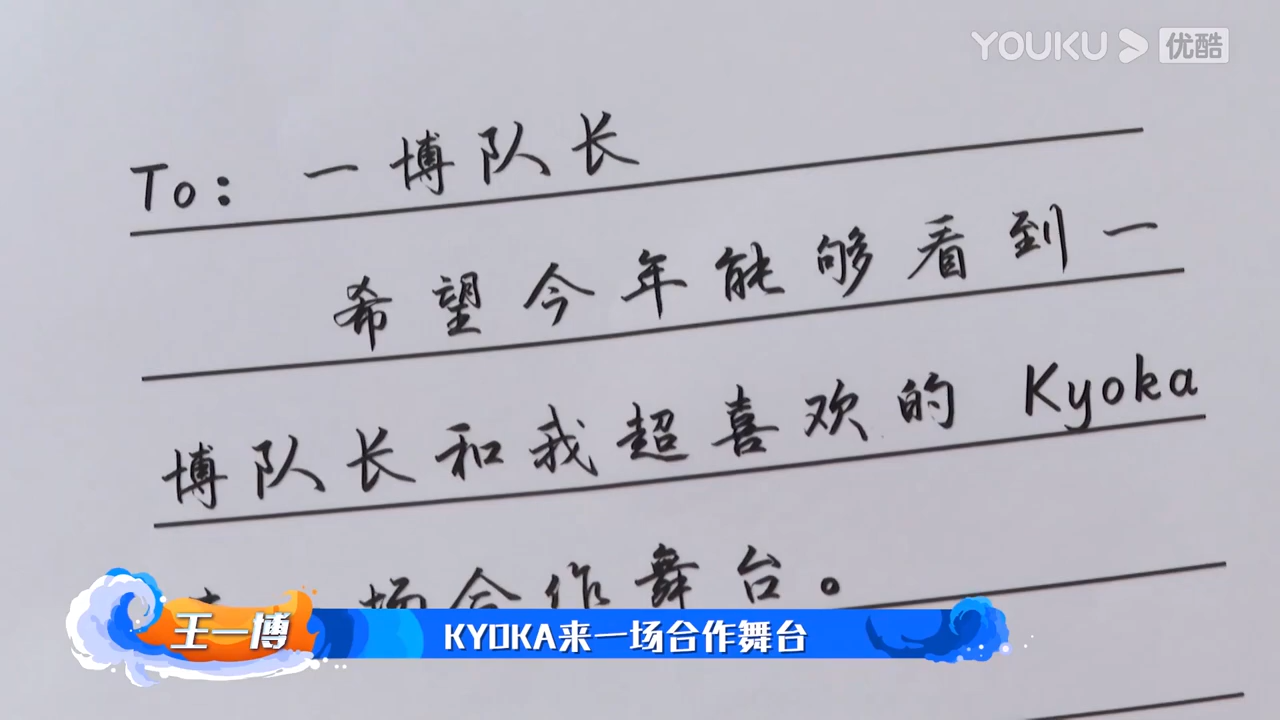 YOUKU 优酷
To: 一博队长
希望今年能够看到一
博队长和我超喜欢的 Kyoka
来一场合作舞台。
王一博
KYOKA来一场合作舞台